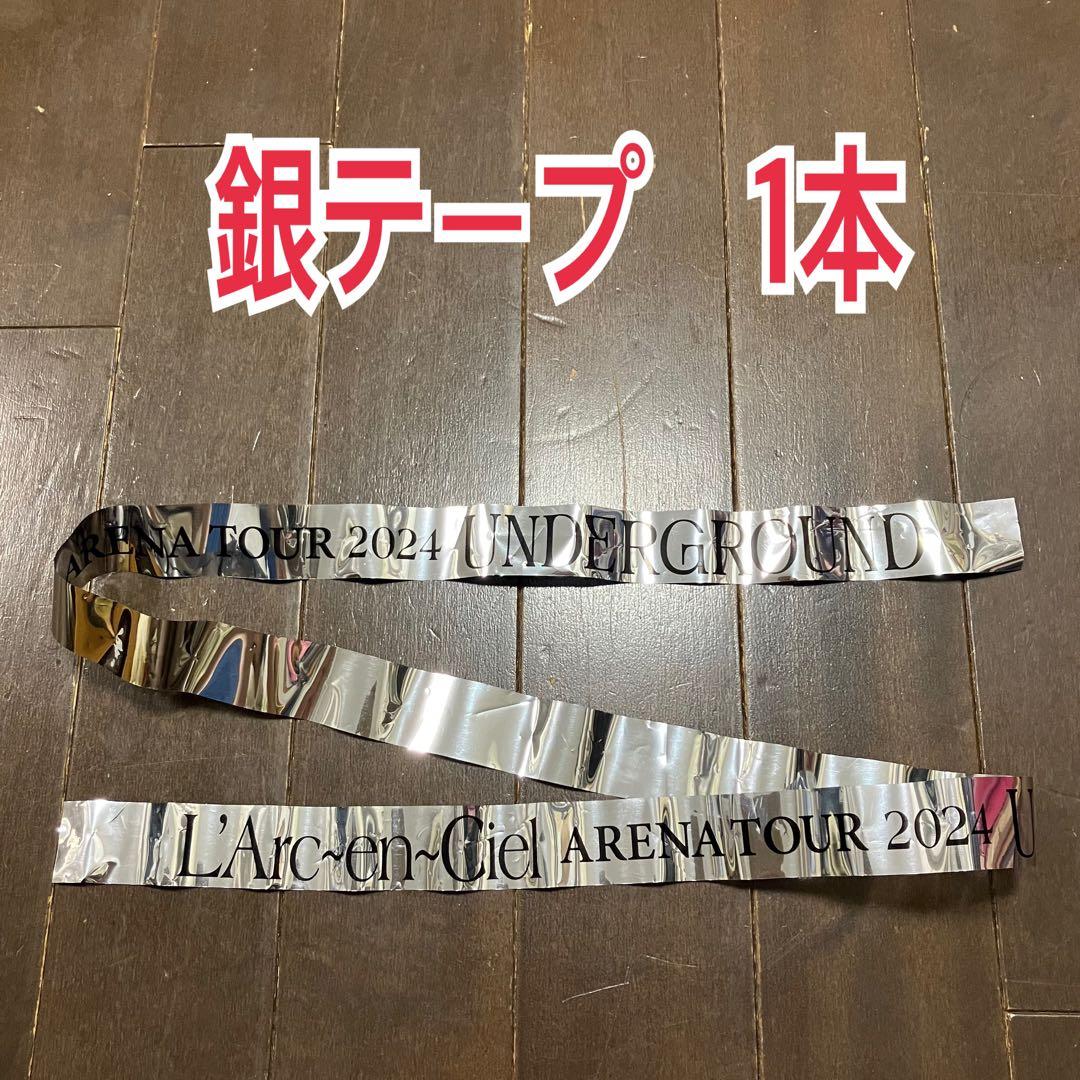 銀テープ 1本
ARENA TOUR 2024 UNDERGROUND
L'Arc~en~Ciel ARENA TOUR 2024 U